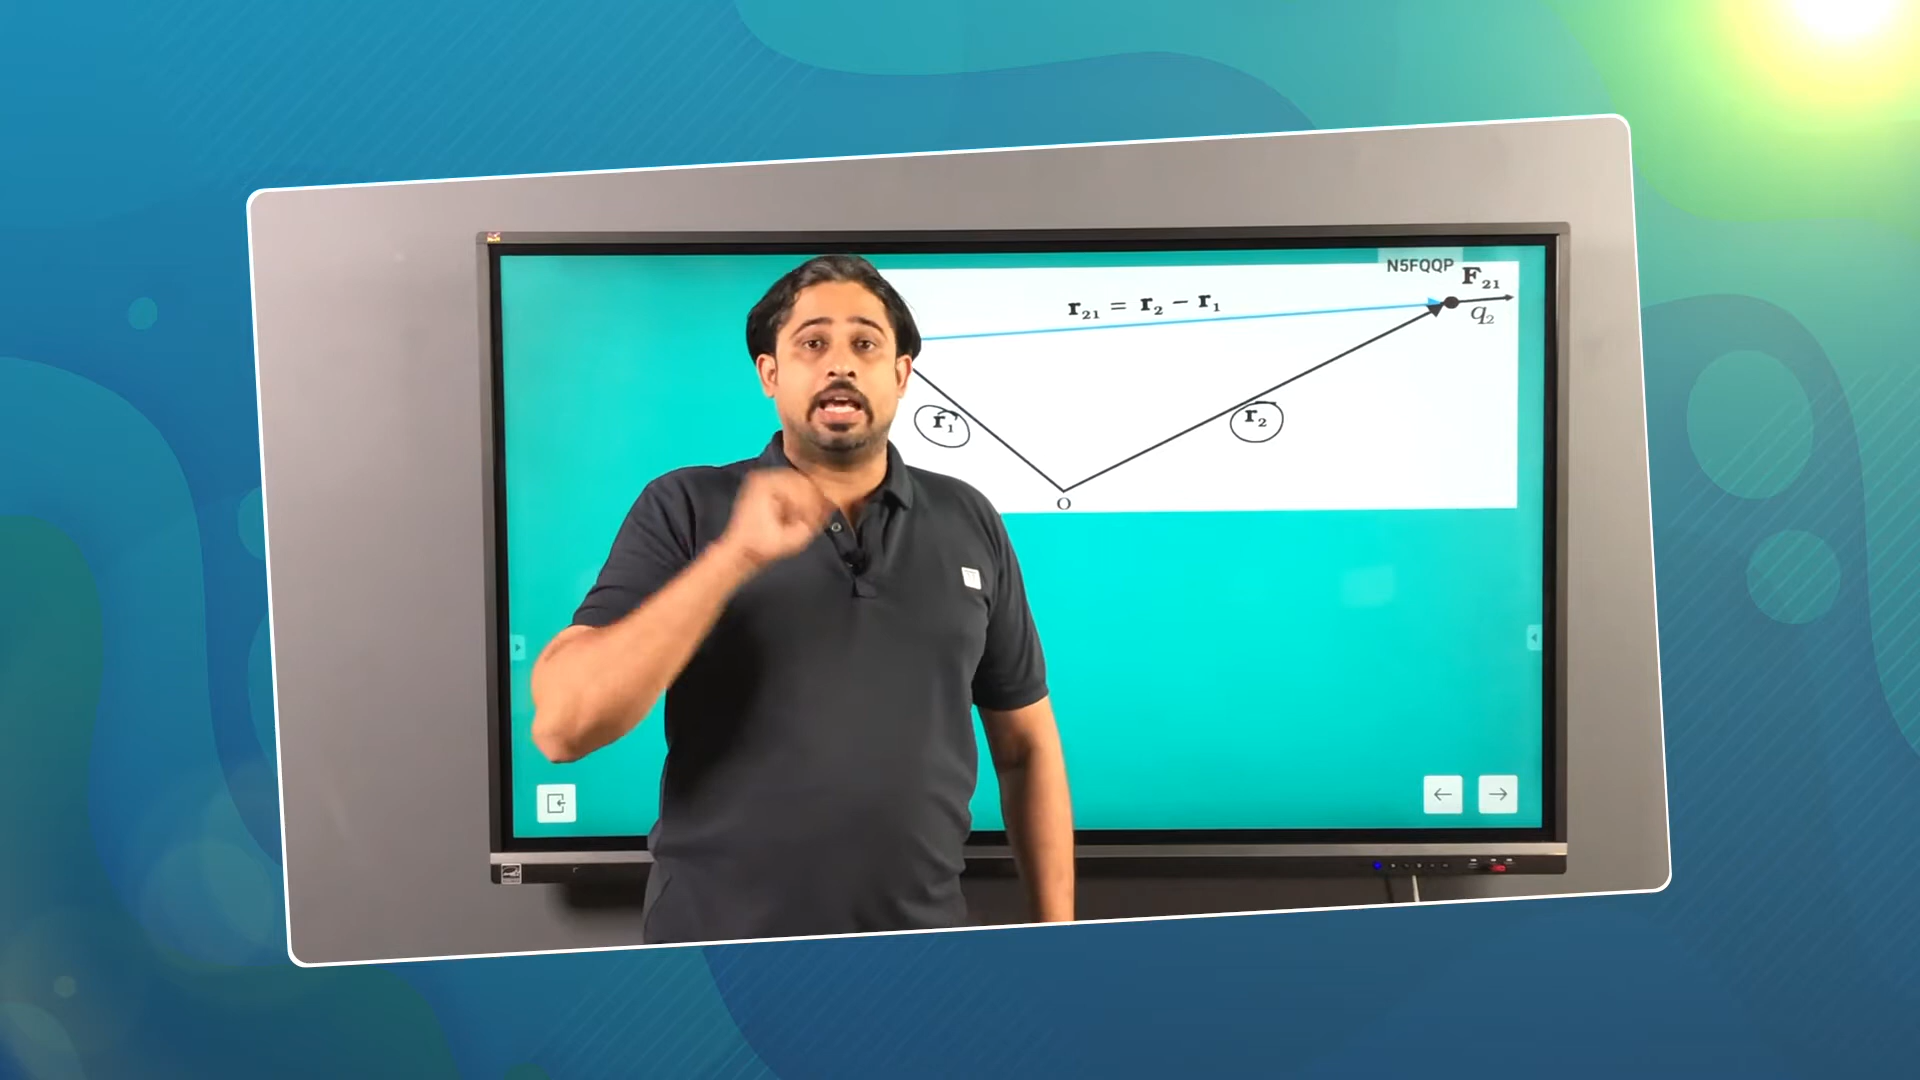 N5FQQP
F₂₁
r₂₁ = r₂ − r₁
q₂
r₁
r₂
O